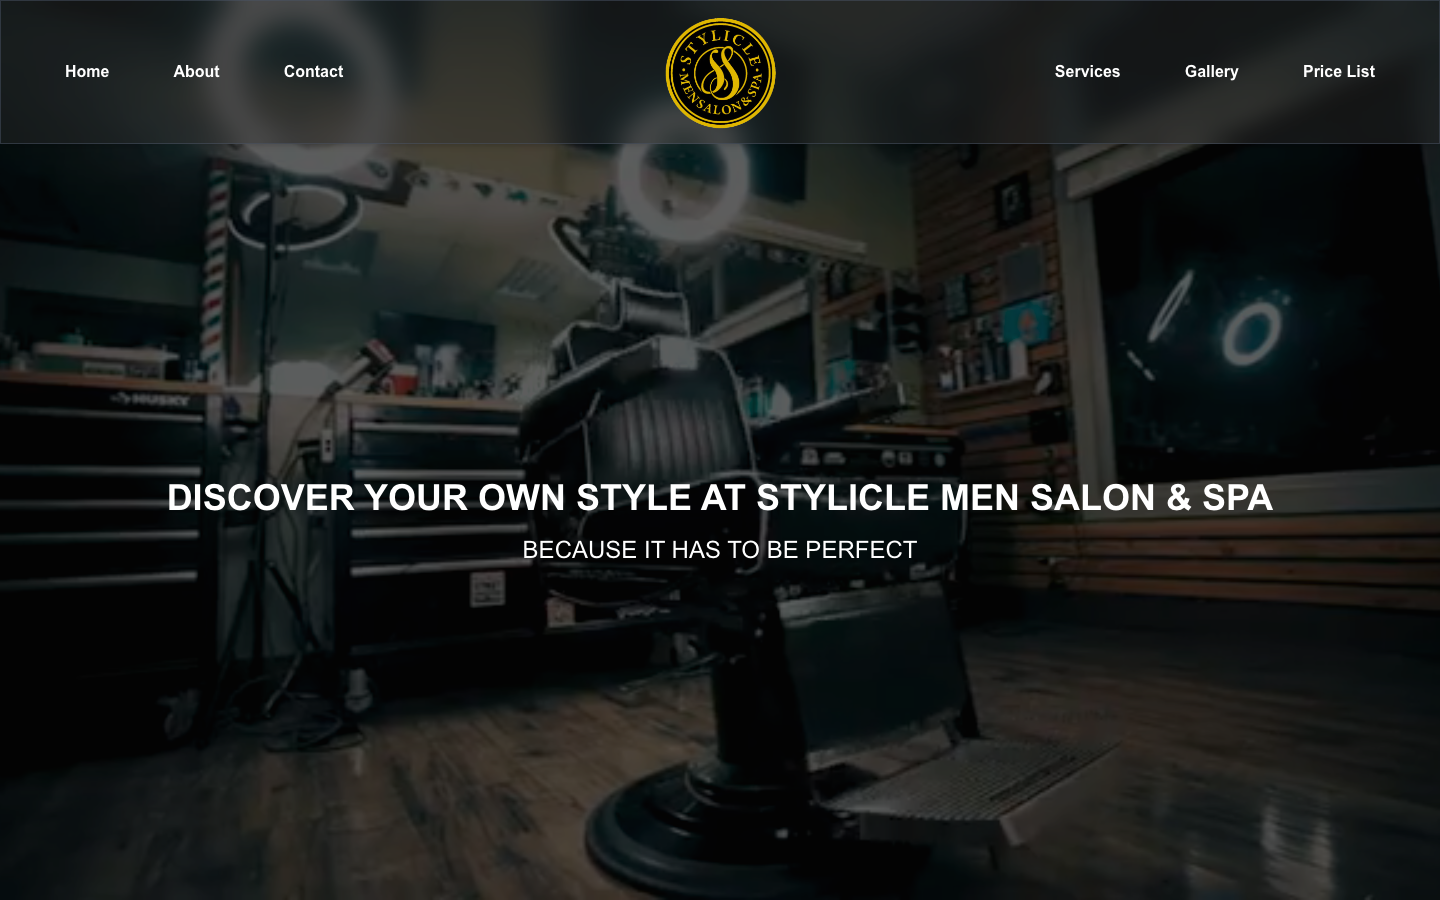 Home
About
Contact
STYLICLE
MEN SALON & SPA
Services
Gallery
Price List
HUSKY
DISCOVER YOUR OWN STYLE AT STYLICLE MEN SALON & SPA
BECAUSE IT HAS TO BE PERFECT